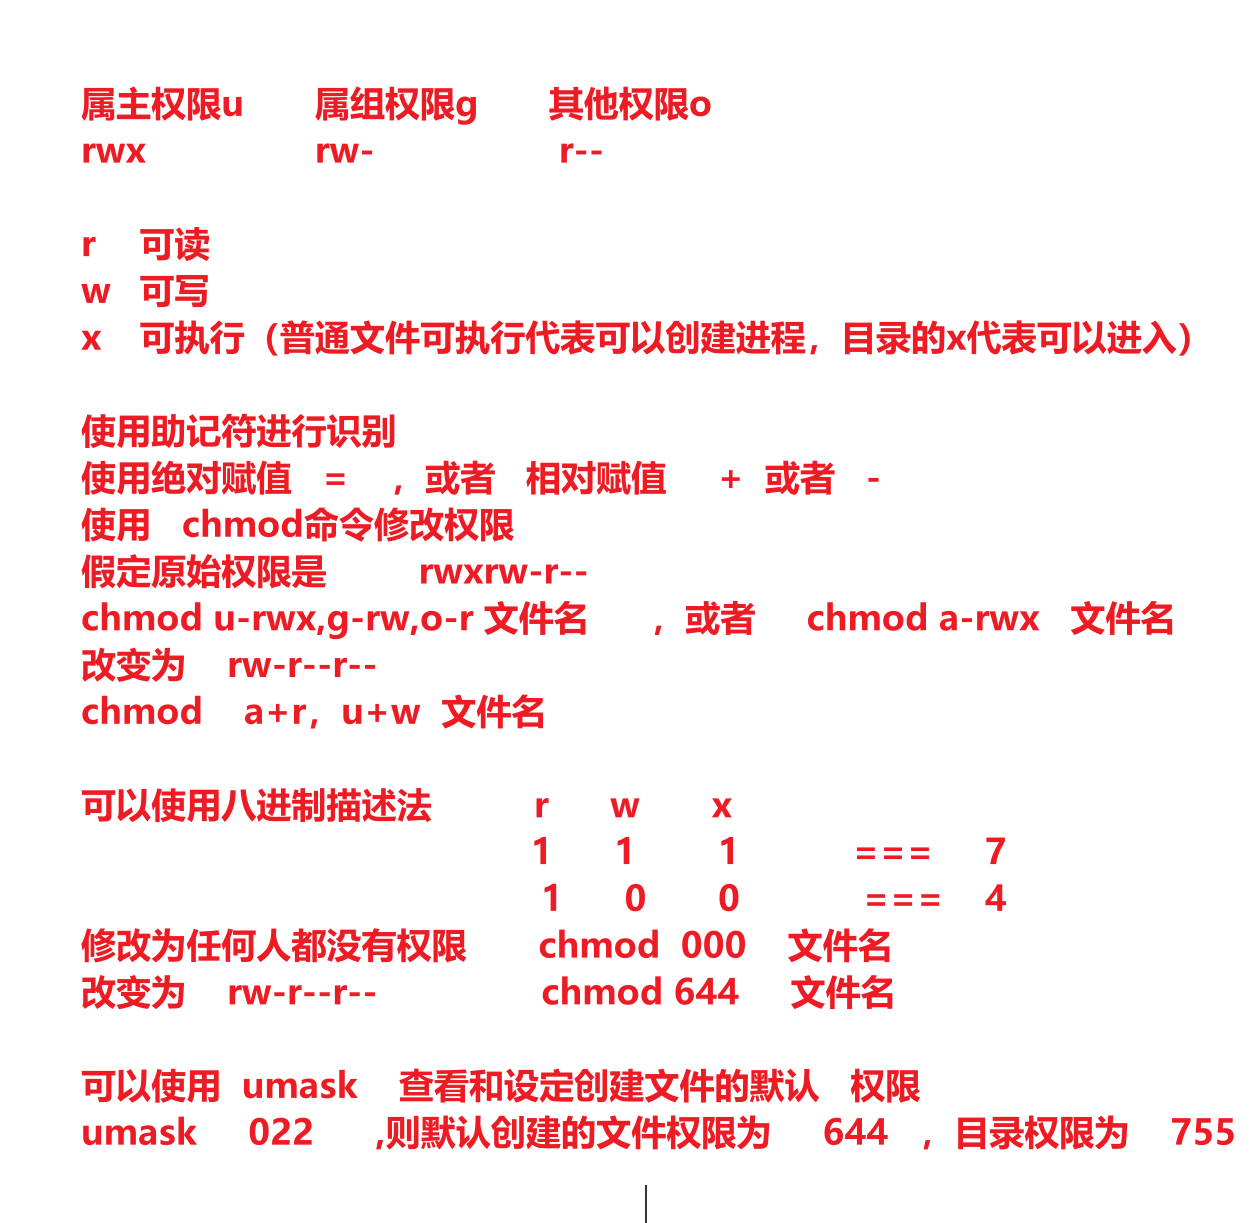 属主权限u 属组权限g 其他权限o
rwx rw- r--
r 可读
w 可写
x 可执行（普通文件可执行代表可以创建进程，目录的x代表可以进入）
使用助记符进行识别
使用绝对赋值 = ，或者 相对赋值 + 或者 -
使用 chmod命令修改权限
假定原始权限是 rwxrw-r--
chmod u-rwx,g-rw,o-r 文件名 ，或者 chmod a-rwx 文件名
改变为 rw-r--r--
chmod a+r，u+w 文件名
可以使用八进制描述法 r w x
1 1 1 === 7
1 0 0 === 4
修改为任何人都没有权限 chmod 000 文件名
改变为 rw-r--r-- chmod 644 文件名
可以使用 umask 查看和设定创建文件的默认 权限
umask 022 ,则默认创建的文件权限为 644 ，目录权限为 755